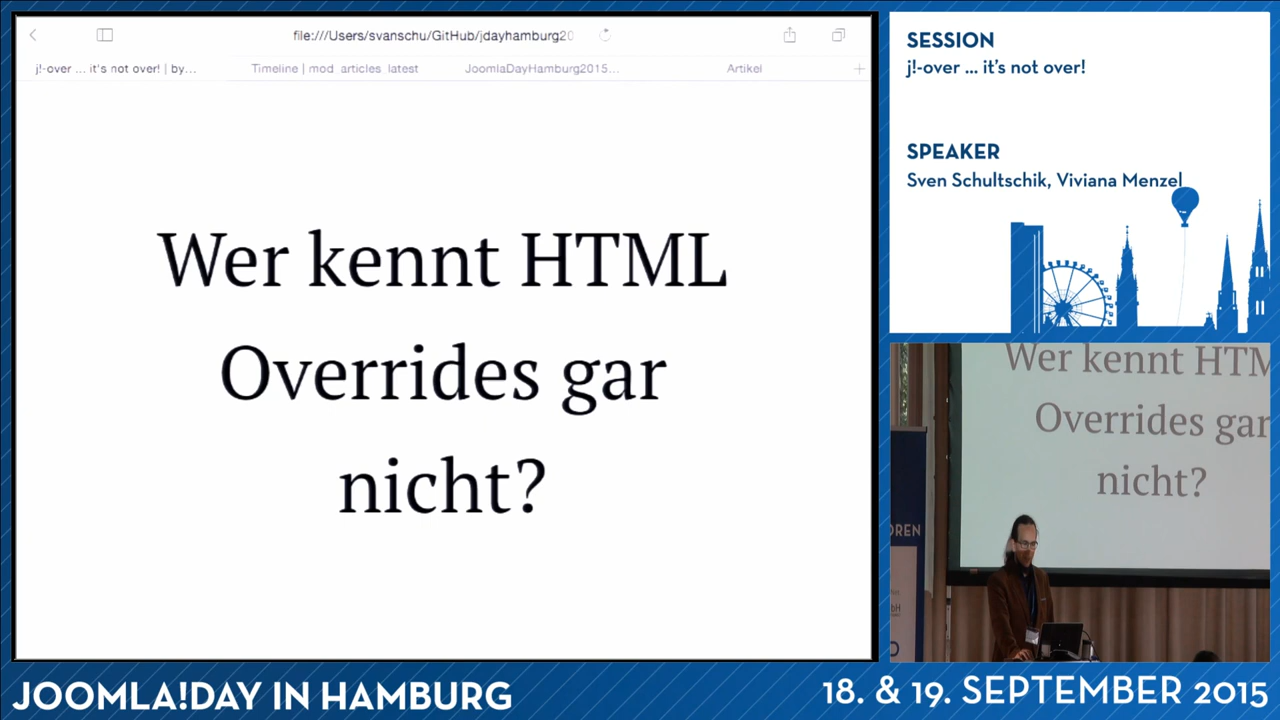 file:///Users/svanschu/GitHub/jdayhamburg20
j!-over ... it's not over! | by...
Timeline | mod_articles_latest
JoomlaDayHamburg2015...
Artikel
Wer kennt HTML
Overrides gar
nicht?
SESSION
j!-over ... it's not over!
SPEAKER
Sven Schultschik, Viviana Menzel
Wer kennt HTM
Overrides gar
nicht?
OREN
JOOMLA!DAY IN HAMBURG
18. & 19. SEPTEMBER 2015